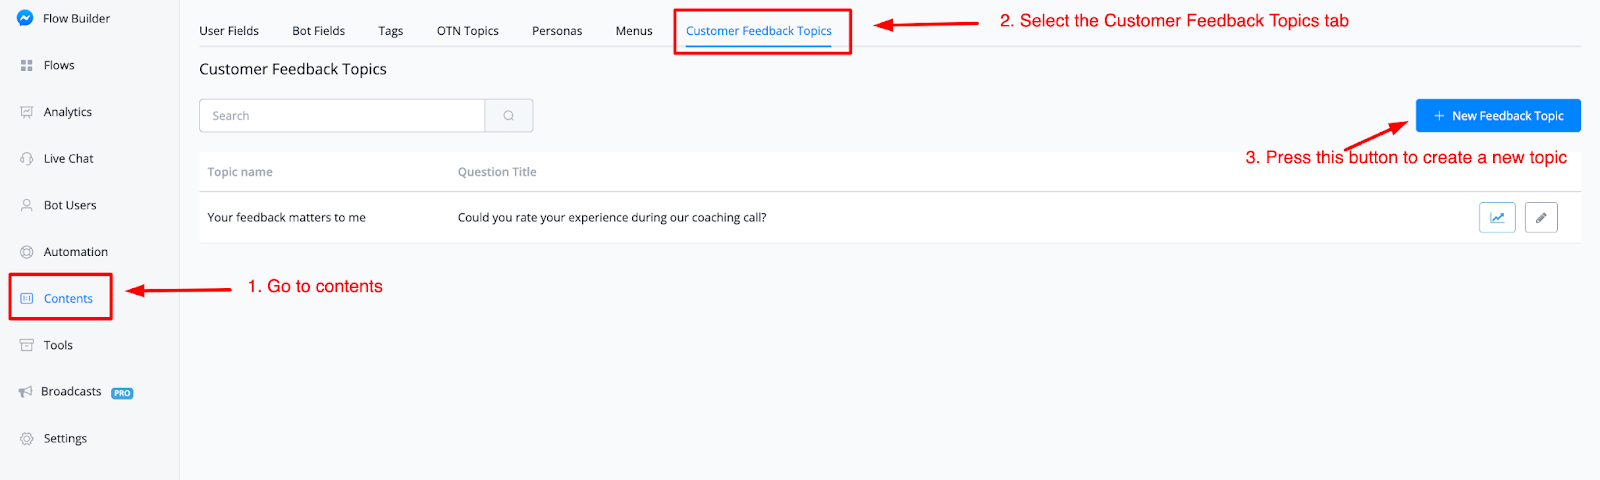 Flow Builder
Flows
Analytics
Live Chat
Bot Users
Automation
Contents
Tools
Broadcasts PRO
Settings
User Fields Bot Fields Tags OTN Topics Personas Menus Customer Feedback Topics
2. Select the Customer Feedback Topics tab
Customer Feedback Topics
Search
+ New Feedback Topic
3. Press this button to create a new topic
Topic name Question Title
Your feedback matters to me Could you rate your experience during our coaching call?
1. Go to contents